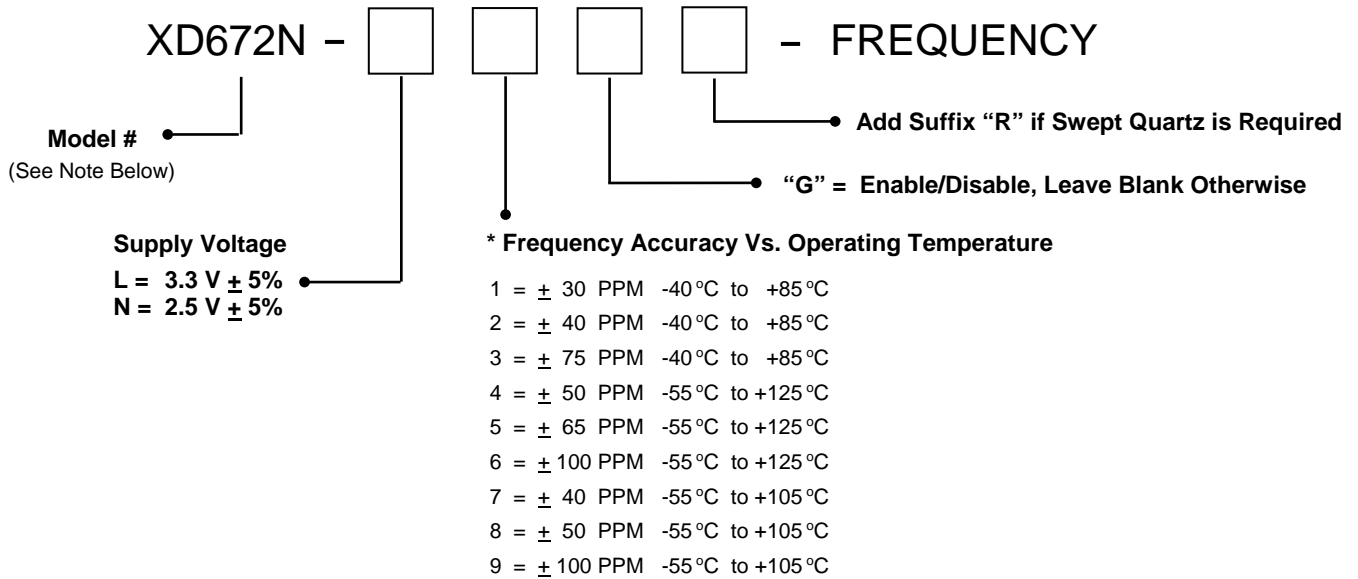 XD672N – – FREQUENCY
Model #
(See Note Below)
Add Suffix “R” if Swept Quartz is Required
“G” = Enable/Disable, Leave Blank Otherwise
Supply Voltage
L = 3.3 V ± 5%
N = 2.5 V ± 5%
* Frequency Accuracy Vs. Operating Temperature
1 = ± 30 PPM -40 °C to +85 °C
2 = ± 40 PPM -40 °C to +85 °C
3 = ± 75 PPM -40 °C to +85 °C
4 = ± 50 PPM -55 °C to +125 °C
5 = ± 65 PPM -55 °C to +125 °C
6 = ± 100 PPM -55 °C to +125 °C
7 = ± 40 PPM -55 °C to +105 °C
8 = ± 50 PPM -55 °C to +105 °C
9 = ± 100 PPM -55 °C to +105 °C